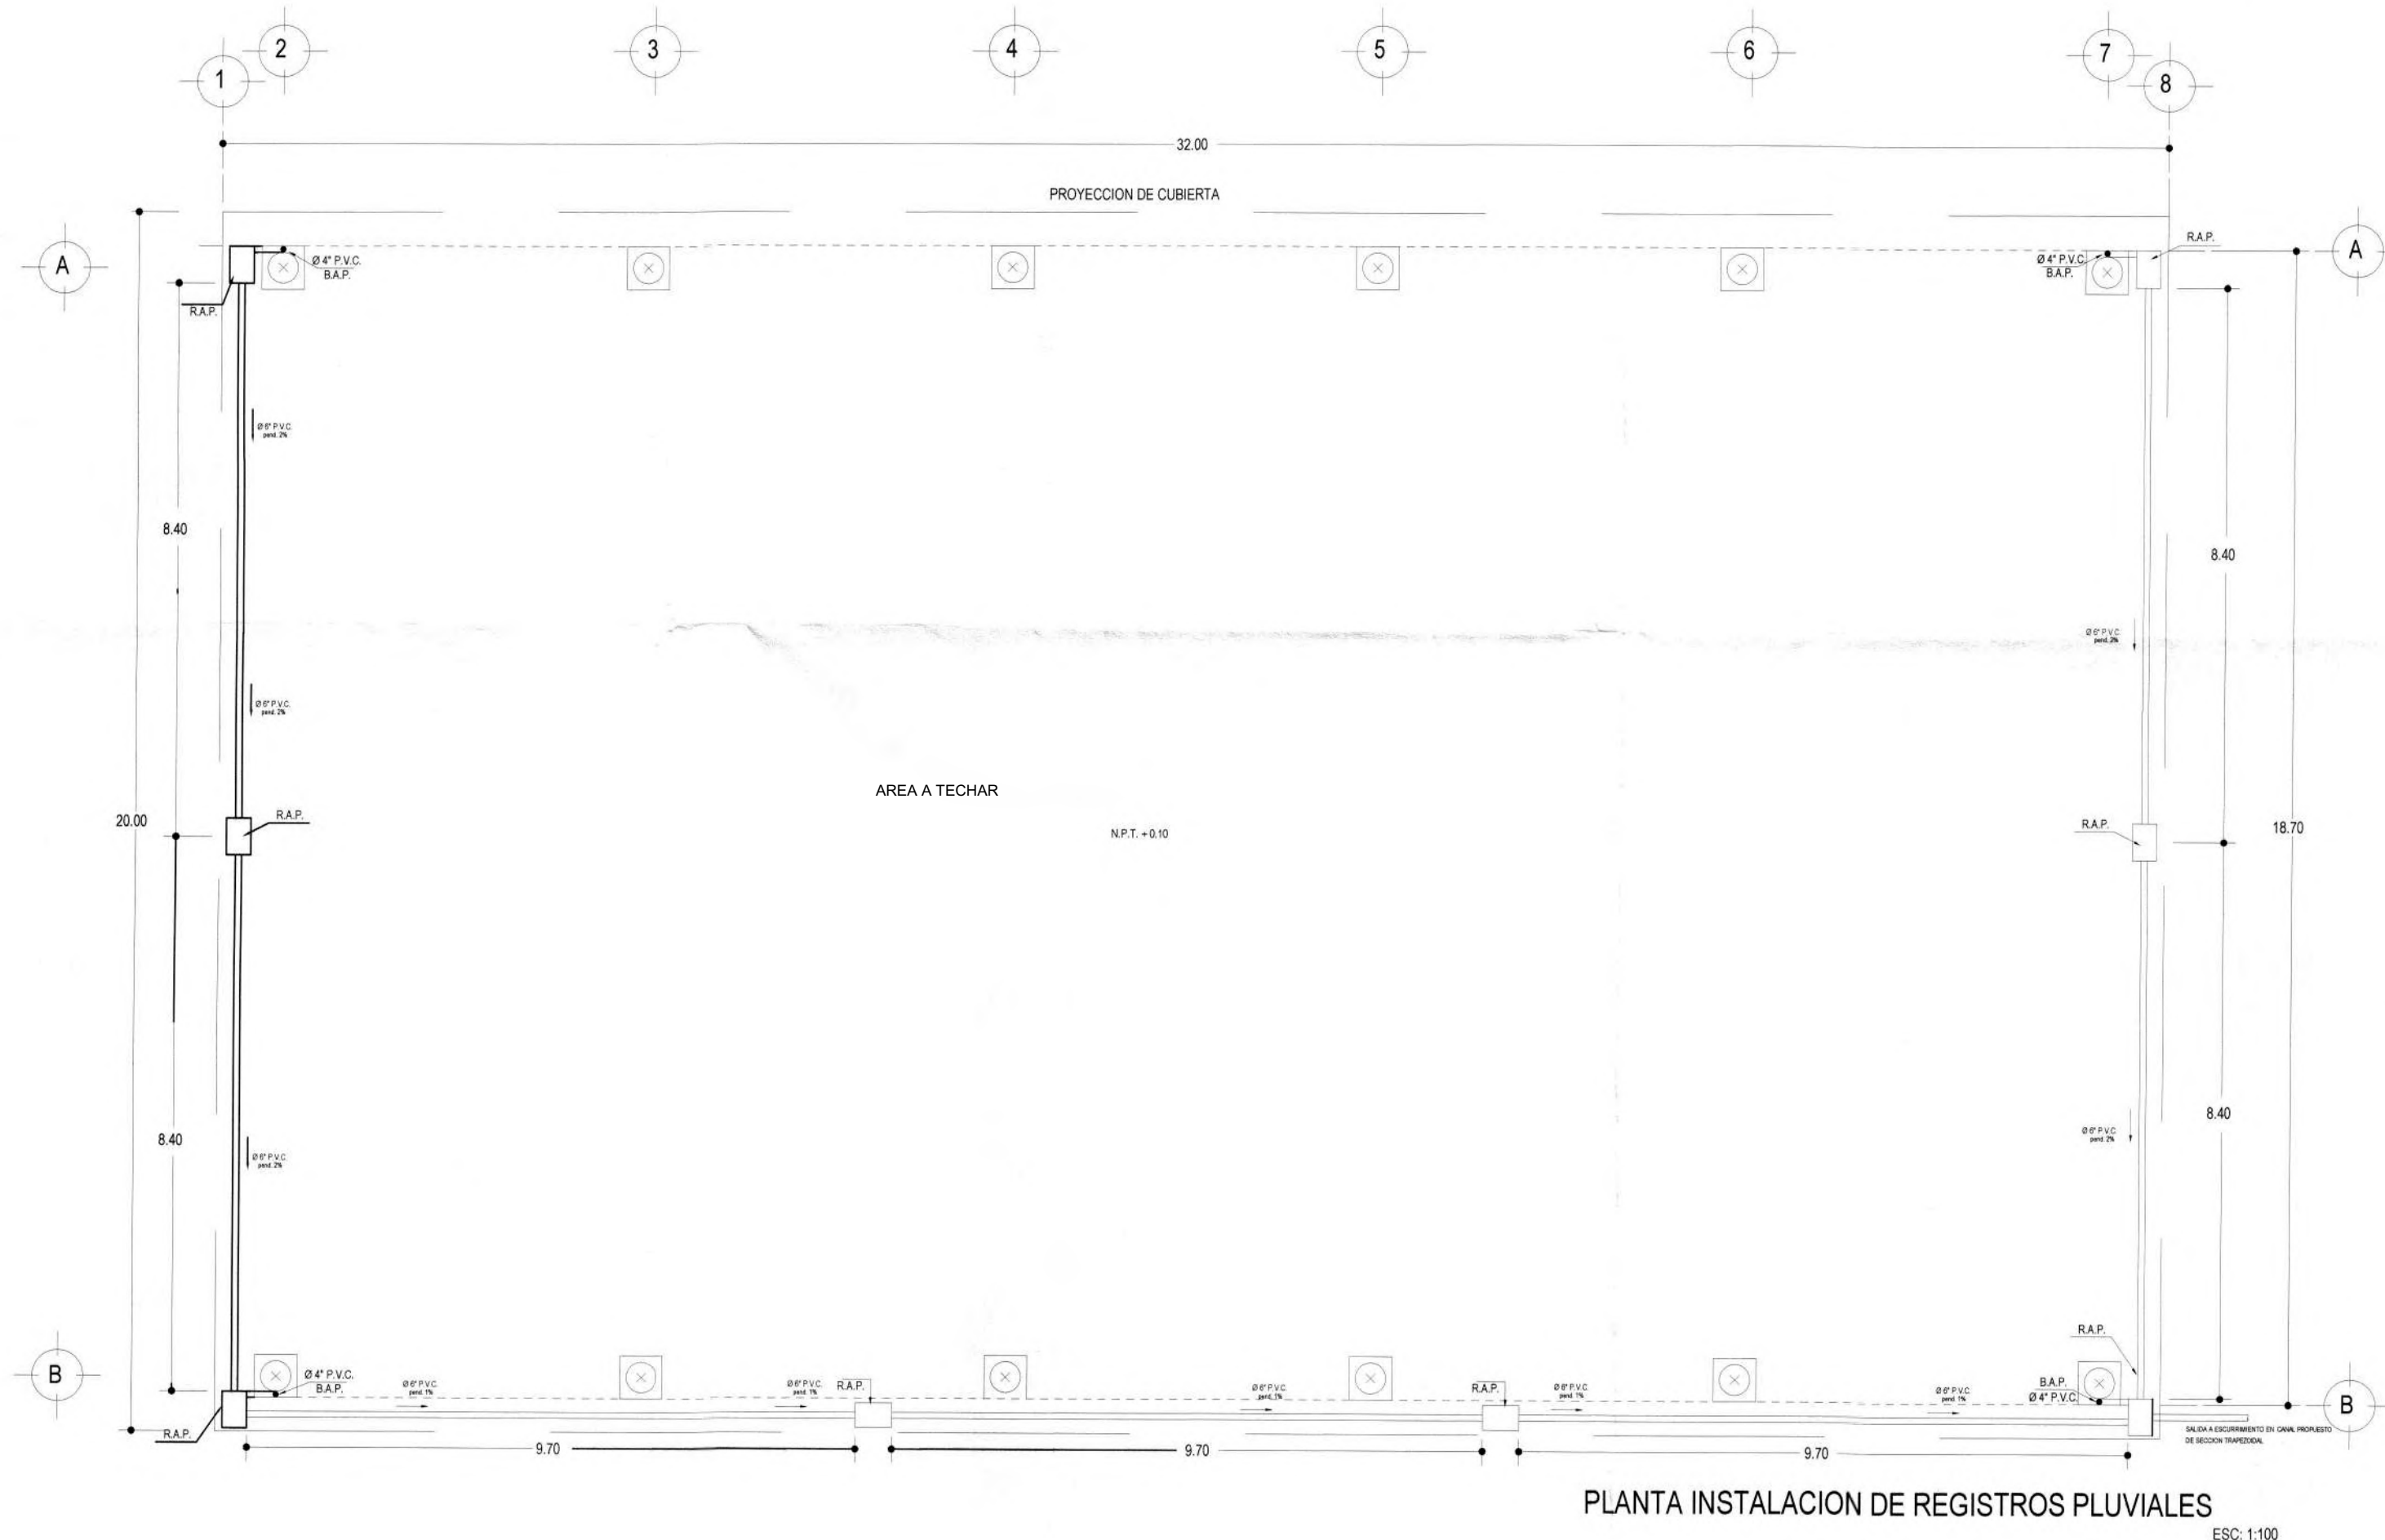 2
3
4
5
6
7
1
8
32.00
PROYECCION DE CUBIERTA
A
R.A.P.
A
Ø 4" P.V.C.
B.A.P.
Ø 4" P.V.C.
B.A.P.
R.A.P.
Ø 6" P.V.C.
pend. 2%
8.40
8.40
Ø 6" P.V.C.
pend. 2%
Ø 6" P.V.C.
pend. 2%
AREA A TECHAR
20.00
R.A.P.
N.P.T. + 0.10
R.A.P.
18.70
8.40
8.40
Ø 6" P.V.C.
pend. 2%
Ø 6" P.V.C.
pend. 2%
R.A.P.
B
Ø 4" P.V.C.
B.A.P.
Ø 6" P.V.C.
pend. 1%
Ø 6" P.V.C.
pend. 1%
R.A.P.
Ø 6" P.V.C.
pend. 1%
R.A.P.
Ø 6" P.V.C.
pend. 1%
Ø 6" P.V.C.
pend. 1%
B.A.P.
Ø 4" P.V.C.
B
R.A.P.
SALIDA A ESCURRIMIENTO EN CANAL PROPUESTO
DE SECCION TRAPEZOIDAL
9.70
9.70
9.70
PLANTA INSTALACION DE REGISTROS PLUVIALES
ESC: 1:100